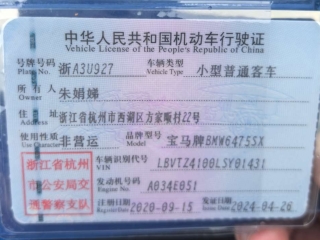 中华人民共和国机动车行驶证
Vehicle License of the People's Republic of China
号牌号码 浙A3U927 车辆类型 小型普通客车
Plate No. Vehicle Type
所有人 朱娟娣
Owner
住址 浙江省杭州市西湖区方家畈村22号
Address
使用性质 非营运 品牌型号 宝马牌BMW6475SX
Use Character Model
浙江省杭州 车辆识别代号 LBVTZ4100LSY01431
VIN
市公安局交 发动机号码 A034E051
Engine No.
通警察支队 注册日期 2020-09-15 发证日期 2024-04-26
Register Date Issue Date